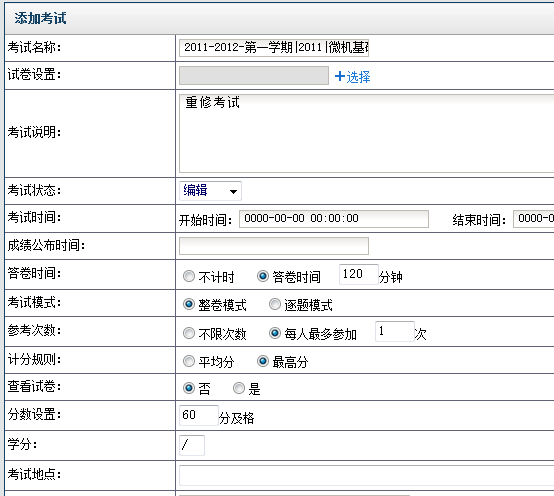 添加考试
考试名称： 2011-2012-第一学期|2011|微机基
试卷设置： +选择
考试说明： 重修考试
考试状态： 编辑
考试时间： 开始时间： 0000-00-00 00:00:00 结束时间： 0000-0
成绩公布时间：
答卷时间： 不计时 答卷时间 120 分钟
考试模式： 整卷模式 逐题模式
参考次数： 不限次数 每人最多参加 1 次
计分规则： 平均分 最高分
查看试卷： 否 是
分数设置： 60 分及格
学分： /
考试地点：